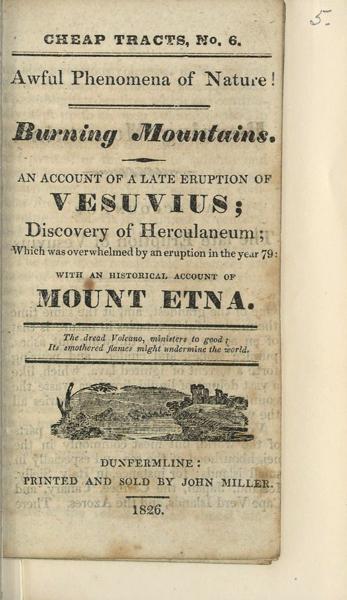 5.
CHEAP TRACTS, No. 6.
Awful Phenomena of Nature!
Burning Mountains.
AN ACCOUNT OF A LATE ERUPTION OF
VESUVIUS;
Discovery of Herculaneum;
Which was overwhelmed by an eruption in the year 79:
WITH AN HISTORICAL ACCOUNT OF
MOUNT ETNA.
The dread Volcano, ministers to good;
Its smothered flames might undermine the world.
DUNFERMLINE:
PRINTED AND SOLD BY JOHN MILLER.
1826.